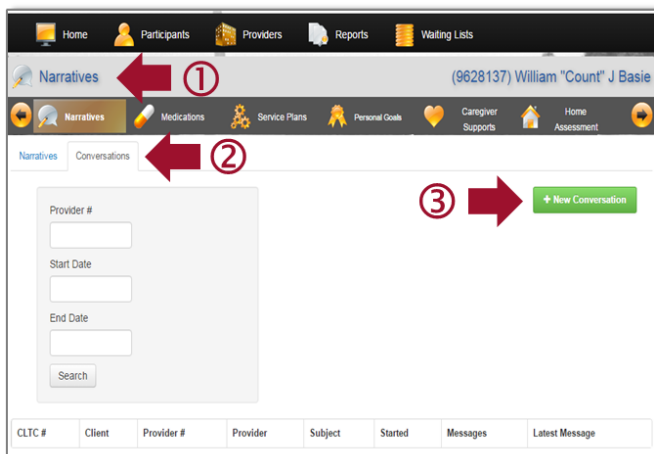 Home Participants Providers Reports Waiting Lists
Narratives ① (9628137) William "Count" J Basie
Narratives Medications Service Plans Personal Goals Caregiver Supports Home Assessment
Narratives Conversations ②
③ + New Conversation
Provider #
Start Date
End Date
Search
CLTC # Client Provider # Provider Subject Started Messages Latest Message